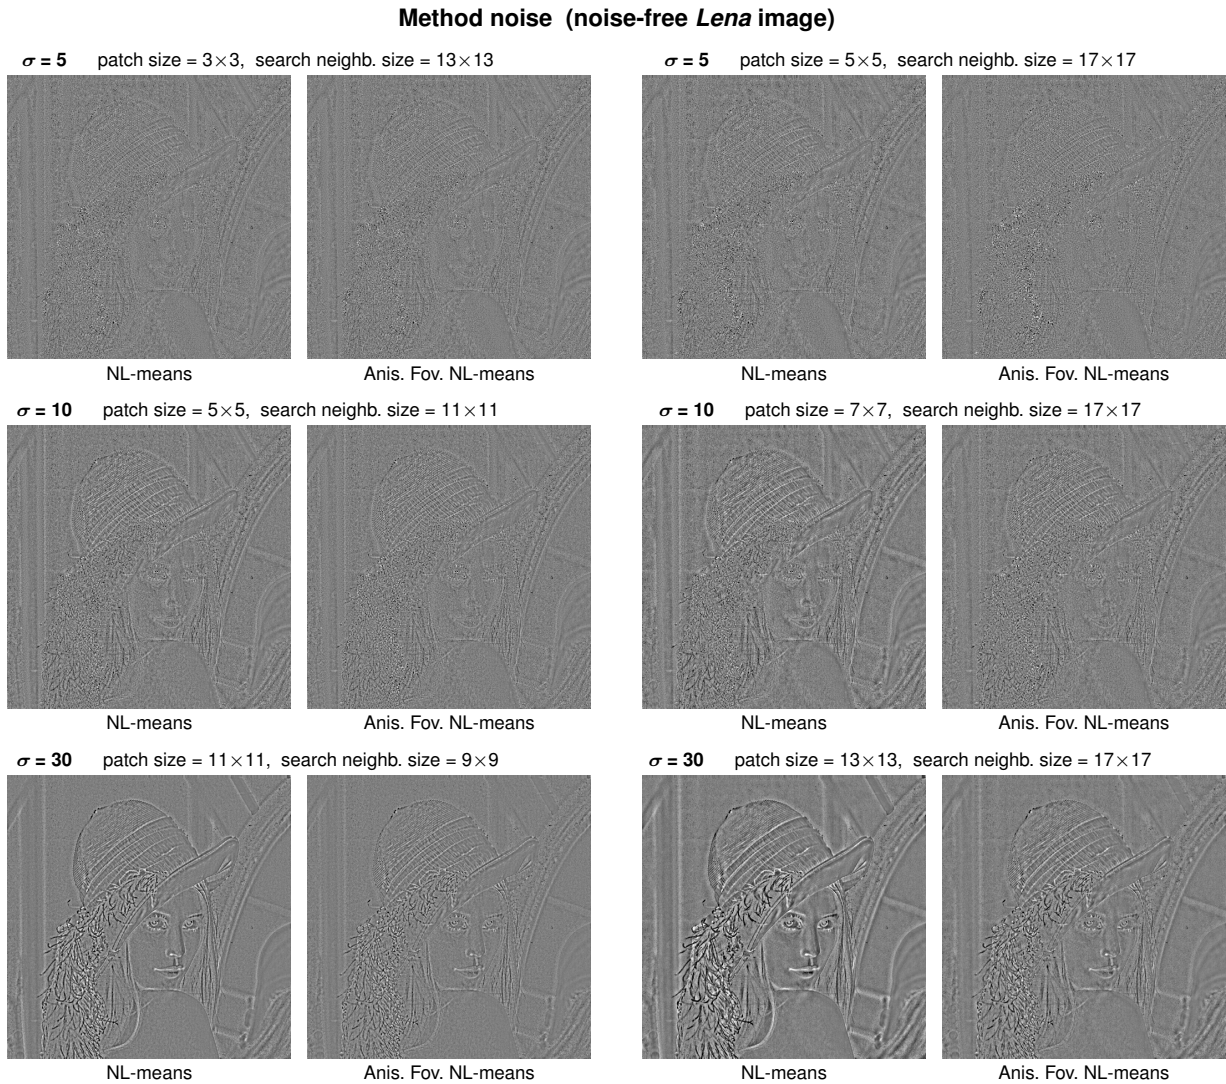 Method noise (noise-free Lena image)
σ = 5 patch size = 3×3, search neighb. size = 13×13
σ = 5 patch size = 5×5, search neighb. size = 17×17
NL-means
Anis. Fov. NL-means
NL-means
Anis. Fov. NL-means
σ = 10 patch size = 5×5, search neighb. size = 11×11
σ = 10 patch size = 7×7, search neighb. size = 17×17
NL-means
Anis. Fov. NL-means
NL-means
Anis. Fov. NL-means
σ = 30 patch size = 11×11, search neighb. size = 9×9
σ = 30 patch size = 13×13, search neighb. size = 17×17
NL-means
Anis. Fov. NL-means
NL-means
Anis. Fov. NL-means